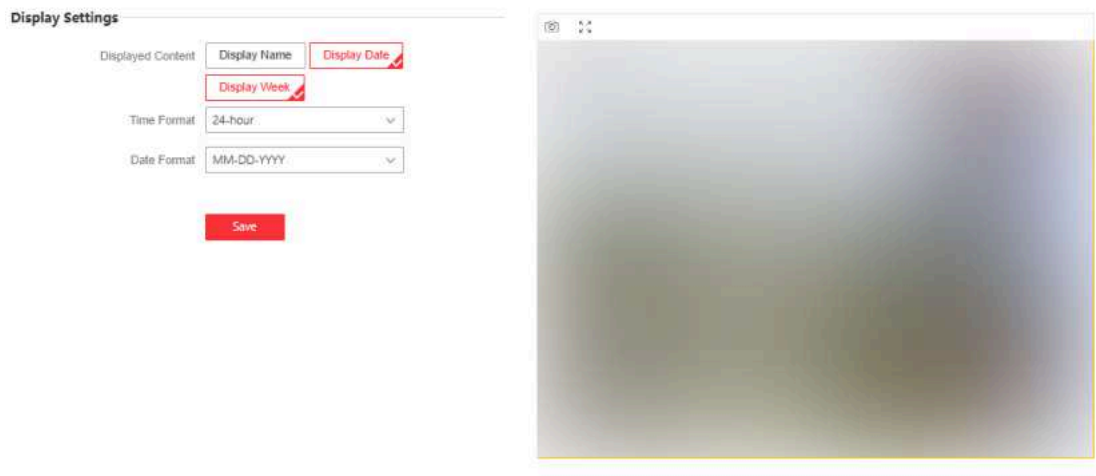 Display Settings
Displayed Content Display Name Display Date
Display Week
Time Format 24-hour
Date Format MM-DD-YYYY
Save